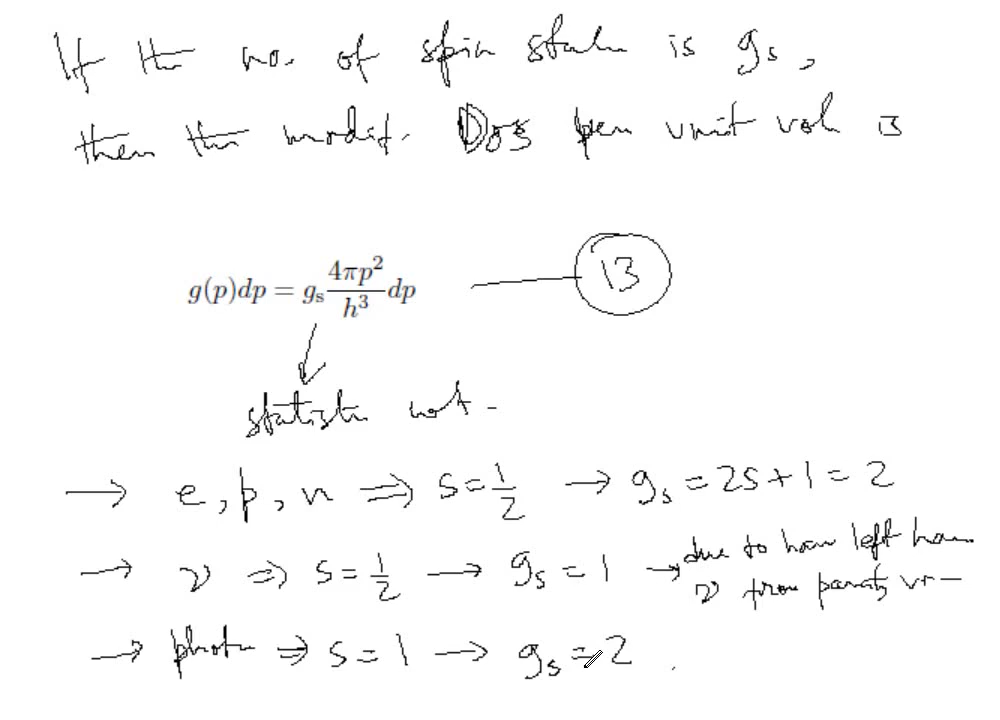 If the no. of spin state is gs,
then the modif. DOS per unit vol is
g(p)dp = gs 4πp²/h³ dp — 13
statistic wt.
→ e, p, n ⇒ s = 1/2 → gs = 2s + 1 = 2
→ ν ⇒ s = 1/2 → gs = 1 → due to have left han
ν from parity vio
→ photon ⇒ s = 1 → gs = 2